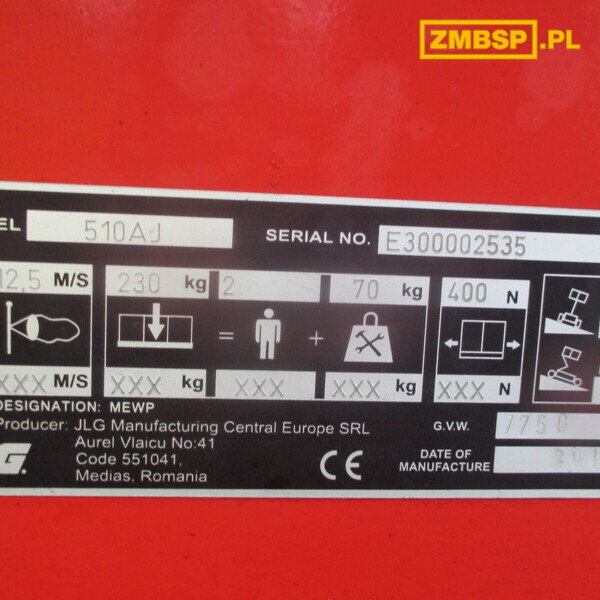 ZMBSP.PL
EL 510AJ SERIAL NO. E300002535
12,5 M/S 230 kg 2 70 kg 400 N
= +
XXX M/S XXX kg XXX XXX kg XXX N
DESIGNATION: MEWP
Producer: JLG Manufacturing Central Europe SRL
Aurel Vlaicu No:41
Code 551041,
Medias, Romania
G.
CE
G.V.W. 7750
DATE OF
MANUFACTURE 201